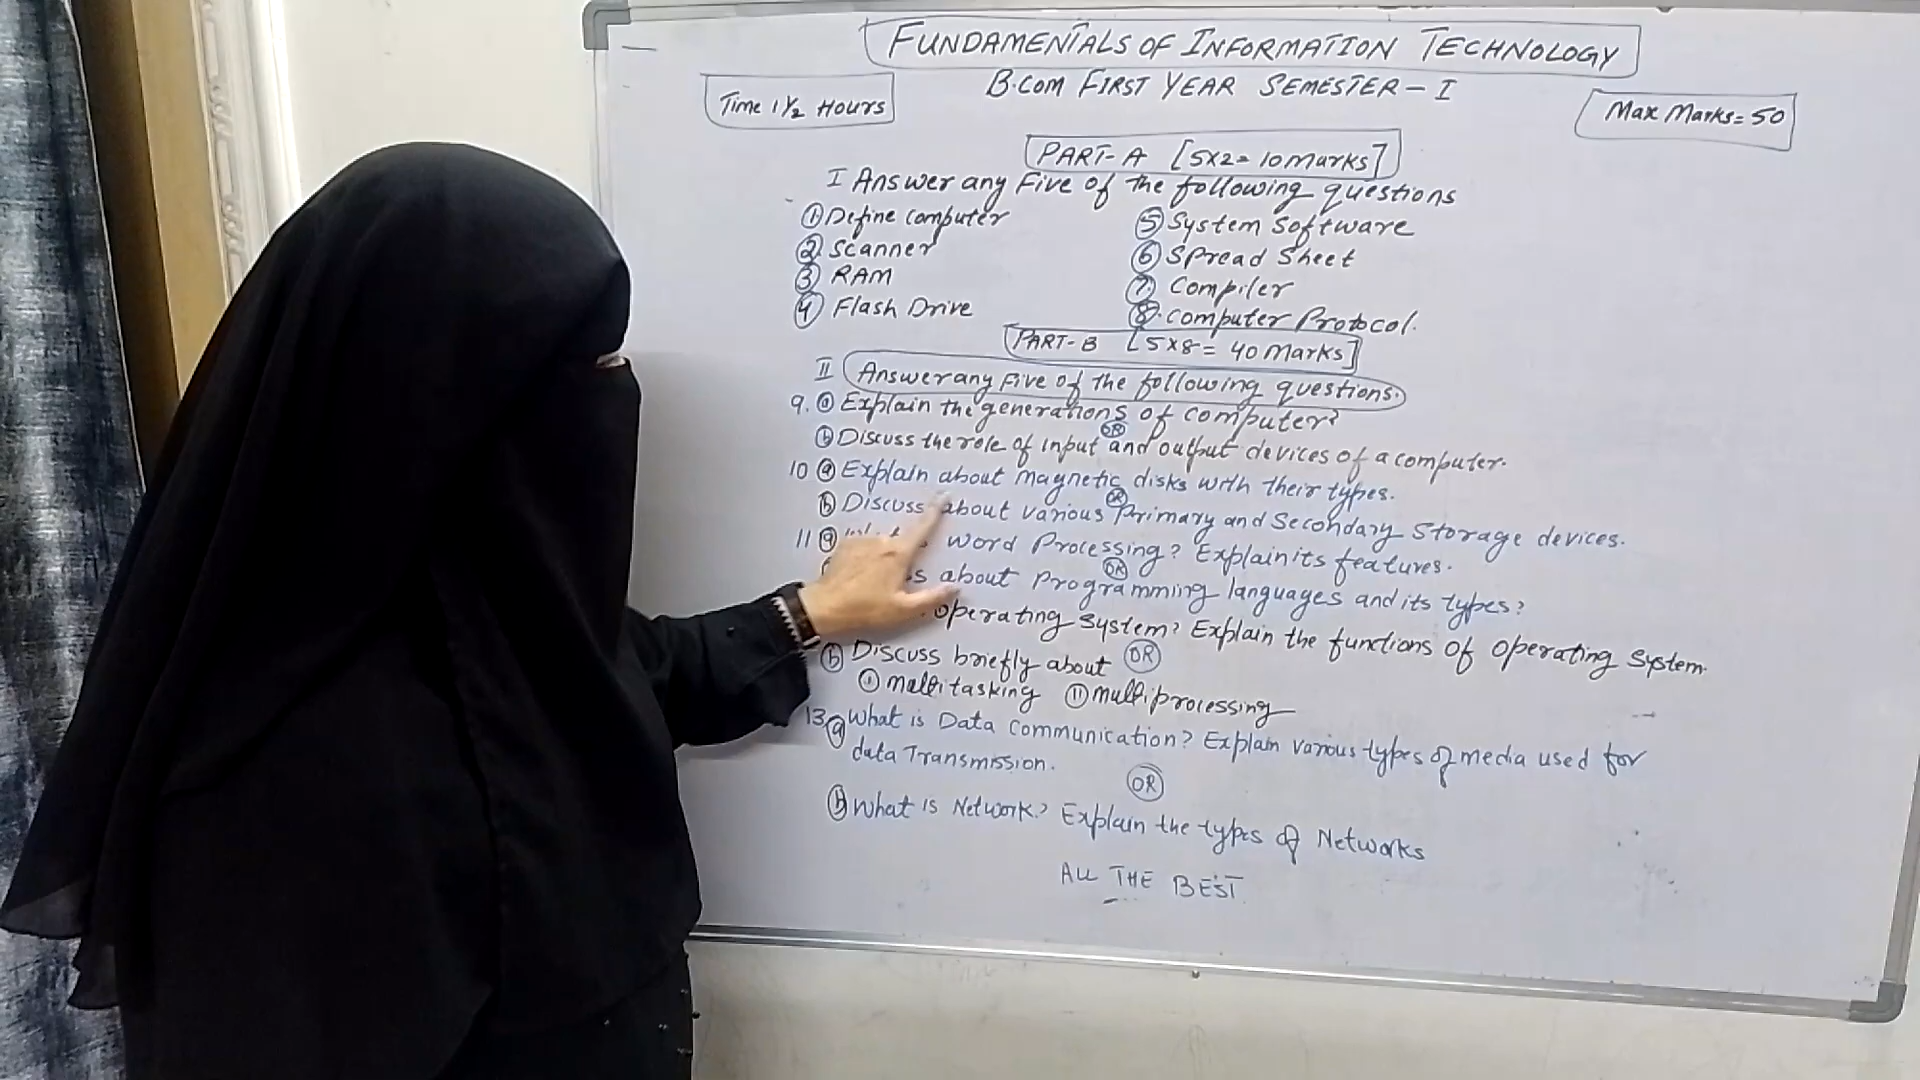 FUNDAMENTALS OF INFORMATION TECHNOLOGY
B.COM FIRST YEAR SEMESTER - I
Time 1 1/2 Hours
Max Marks = 50
PART-A [5x2= 10 marks]
I Answer any Five of the following questions
① Define computer
② Scanner
③ RAM
④ Flash Drive
⑤ System Software
⑥ Spread Sheet
⑦ Compiler
⑧ Computer Protocol.
PART-B [5x8= 40 marks]
II Answer any five of the following questions.
9. ⓐ Explain the generations of computer?
OR
ⓑ Discuss the role of input and output devices of a computer.
10 ⓐ Explain about magnetic disks with their types.
OR
ⓑ Discuss about various Primary and Secondary Storage devices.
11 ⓐ word Processing? Explain its features.
OR
about Programming languages and its types?
Operating System? Explain the functions of Operating System.
OR
ⓑ Discuss briefly about
① multitasking ⑪ multiprocessing
13. ⓐ What is Data Communication? Explain various types of media used for
data Transmission.
OR
ⓑ What is Network? Explain the types of Networks
ALL THE BEST